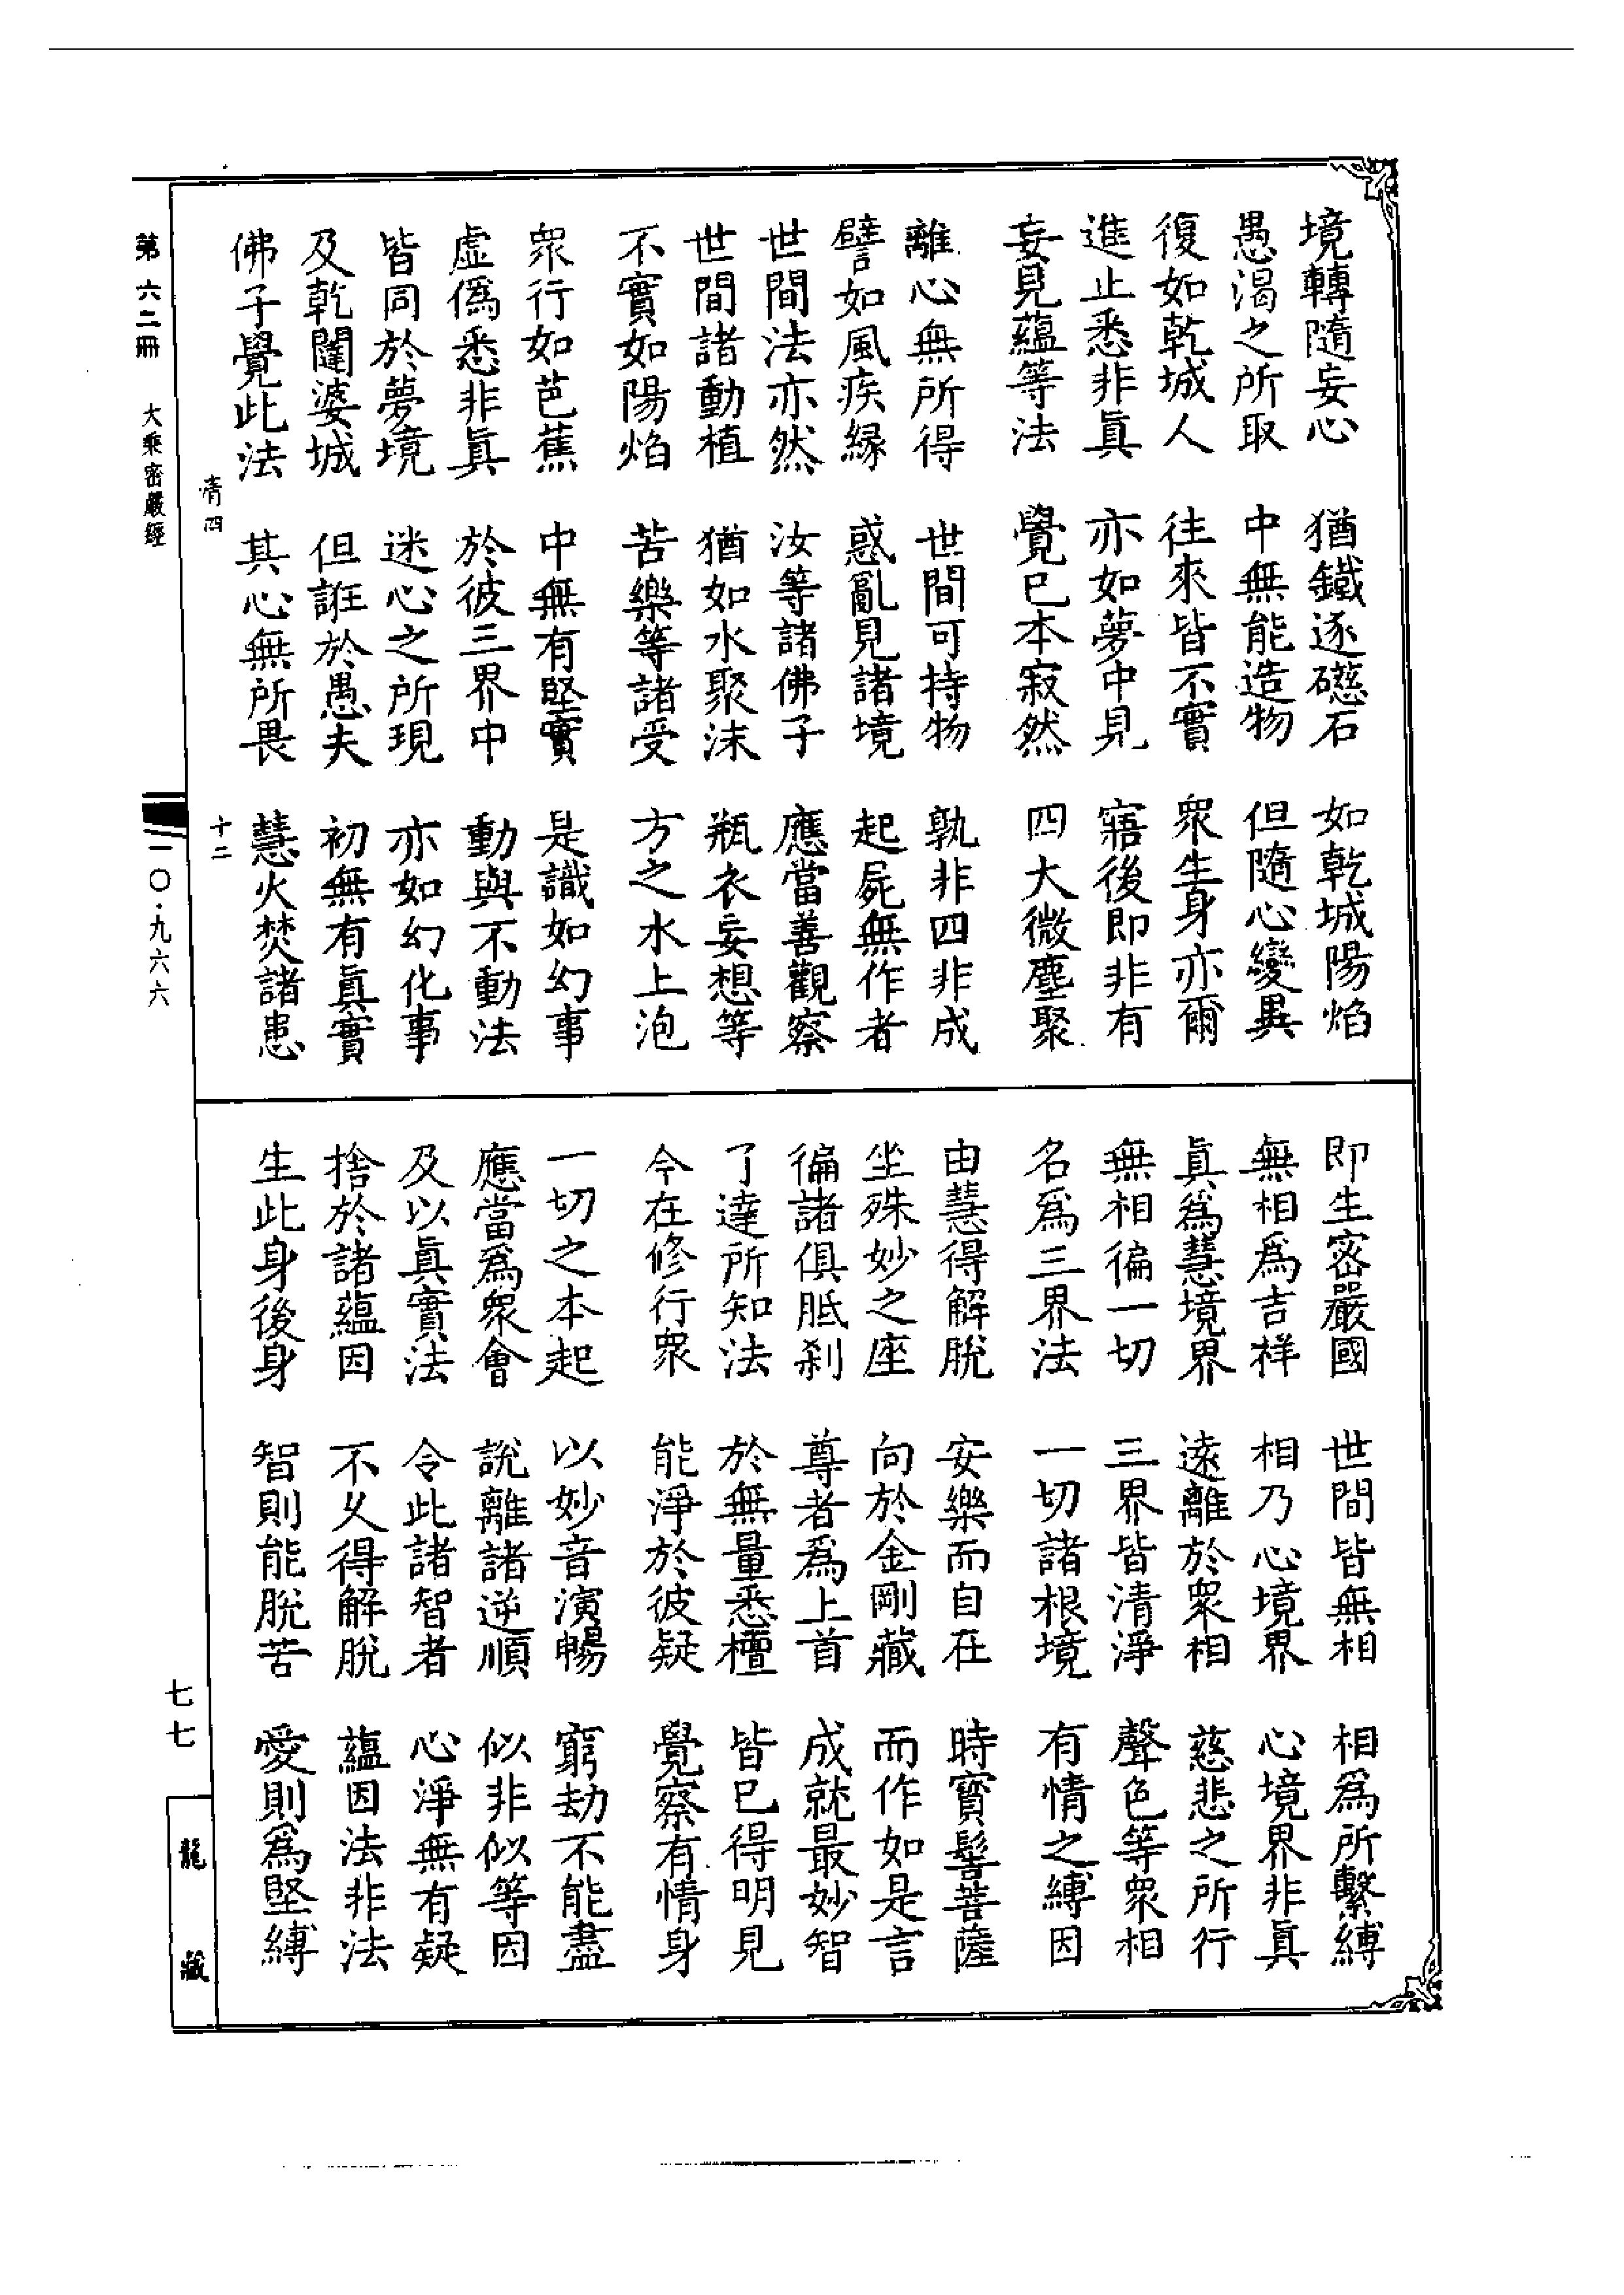 境轉隨妄心　猶鐵逐礠石　如乾城陽焰
愚渴之所取　中無能造物　但隨心變異
復如乾城人　往來皆不實　衆生身亦爾
進止悉非眞　亦如夢中見　寤後即非有
妄見蘊等法　覺已本寂然　四大微塵聚
離心無所得　世間可持物　孰非四非成
譬如風疾緣　惑亂見諸境　起屍無作者
世間法亦然　汝等諸佛子　應當善觀察
世間諸動植　猶如水聚沫　瓶衣妄想等
不實如陽焰　苦樂等諸受　方之水上泡
衆行如芭蕉　中無有堅實　是識如幻事
虛僞悉非眞　於彼三界中　動與不動法
皆同於夢境　迷心之所現　亦如幻化事
及乾闥婆城　但誑於愚夫　初無有眞實
佛子覺此法　其心無所畏　慧火焚諸患
即生密嚴國　世間皆無相　相爲所繫縛
無相爲吉祥　相乃心境界　心境界非眞
眞爲慧境界　遠離於衆相　慈悲之所行
無相徧一切　三界皆清淨　聲色等衆相
名爲三界法　一切諸根境　有情之縛因
由慧得解脫　安樂而自在　時寶髻菩薩
坐殊妙之座　向於金剛藏　而作如是言
徧諸俱胝刹　尊者爲上首　成就最妙智
了達所知法　於無量悉檀　皆已得明見
今在修行衆　能淨於彼疑　覺察有情身
一切之本起　以妙音演暢　窮劫不能盡
應當爲衆會　說離諸逆順　似非似等因
及以眞實法　令此諸智者　心淨無有疑
捨於諸蘊因　不久得解脫　蘊因法非法
生此身後身　智則能脫苦　愛則爲堅縛
清四　十二
第六二冊　大乘密嚴經　一〇·九六六
七七
龍藏